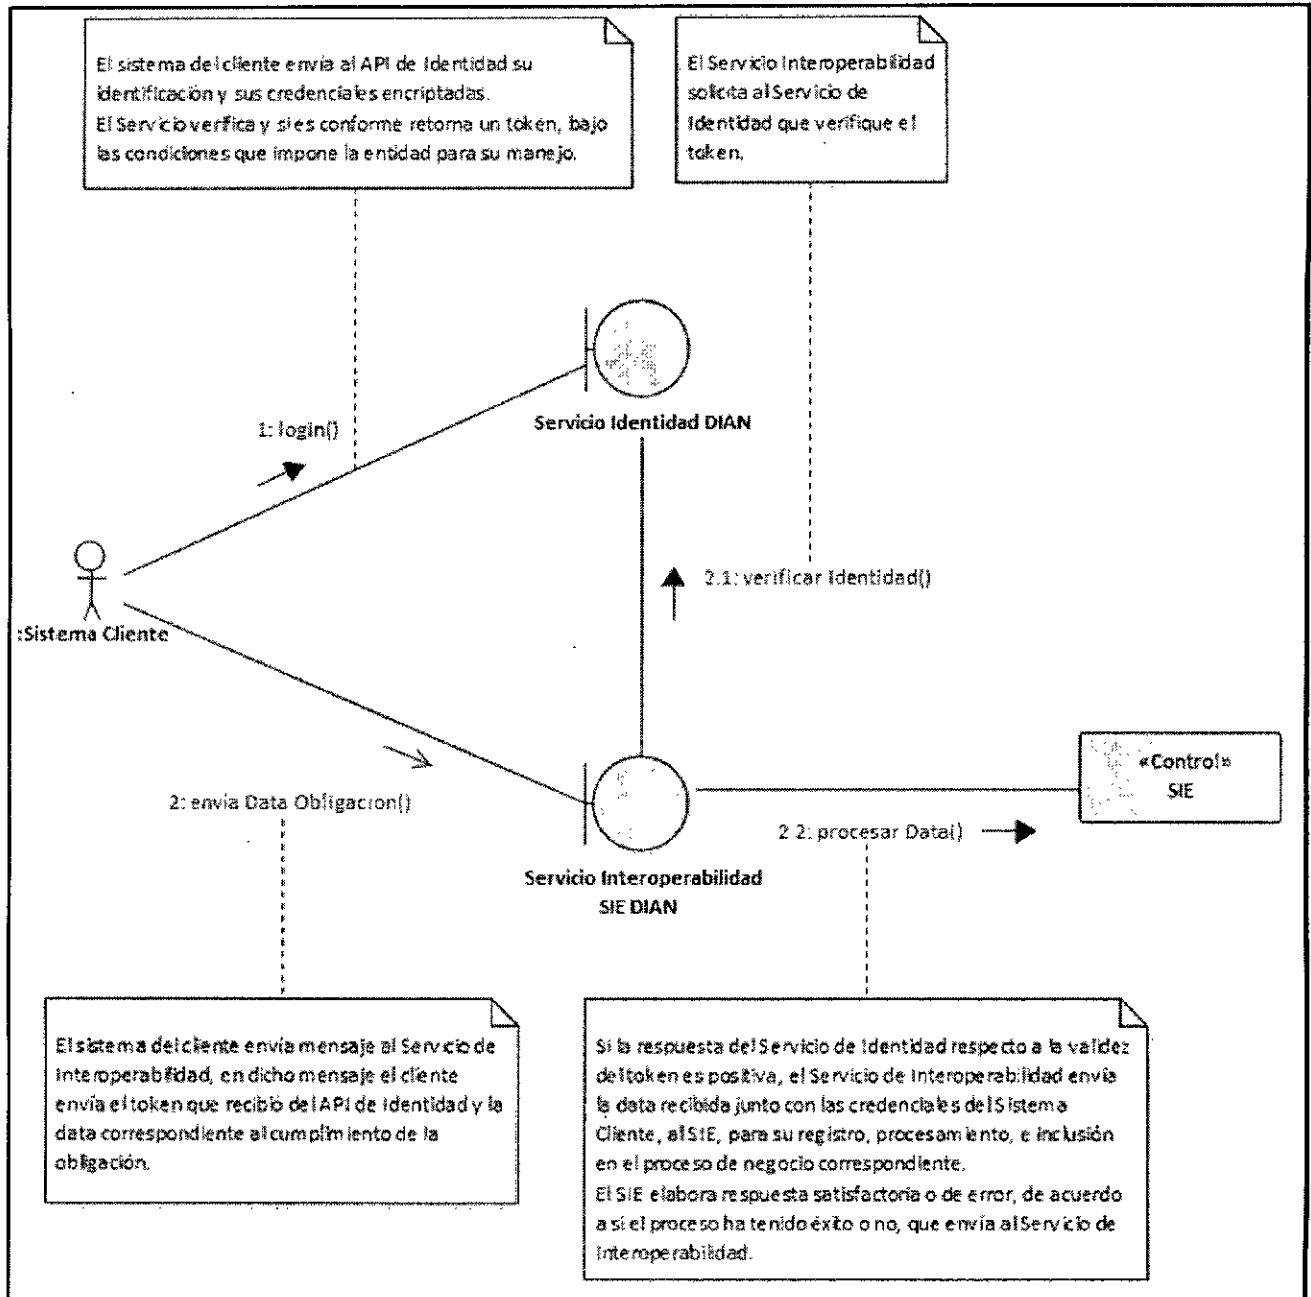 El sistema del cliente envía al API de Identidad su
identificación y sus credenciales encriptadas.
El Servicio verifica y si es conforme retorna un token, bajo
las condiciones que impone la entidad para su manejo.
El Servicio Interoperabilidad
solicita al Servicio de
Identidad que verifique el
token.
1: login()
Servicio Identidad DIAN
2.1: verificar Identidad()
:Sistema Cliente
2: envía Data Obligacion()
«Control»
SIE
2.2: procesar Data()
Servicio Interoperabilidad
SIE DIAN
El sistema del cliente envía mensaje al Servicio de
Interoperabilidad, en dicho mensaje el cliente
envía el token que recibió del API de Identidad y la
data correspondiente al cumplimiento de la
obligación.
Si la respuesta del Servicio de Identidad respecto a la validez
del token es positiva, el Servicio de Interoperabilidad envía
la data recibida junto con las credenciales del Sistema
Cliente, al SIE, para su registro, procesamiento, e inclusión
en el proceso de negocio correspondiente.
El SIE elabora respuesta satisfactoria o de error, de acuerdo
a si el proceso ha tenido éxito o no, que envía al Servicio de
Interoperabilidad.